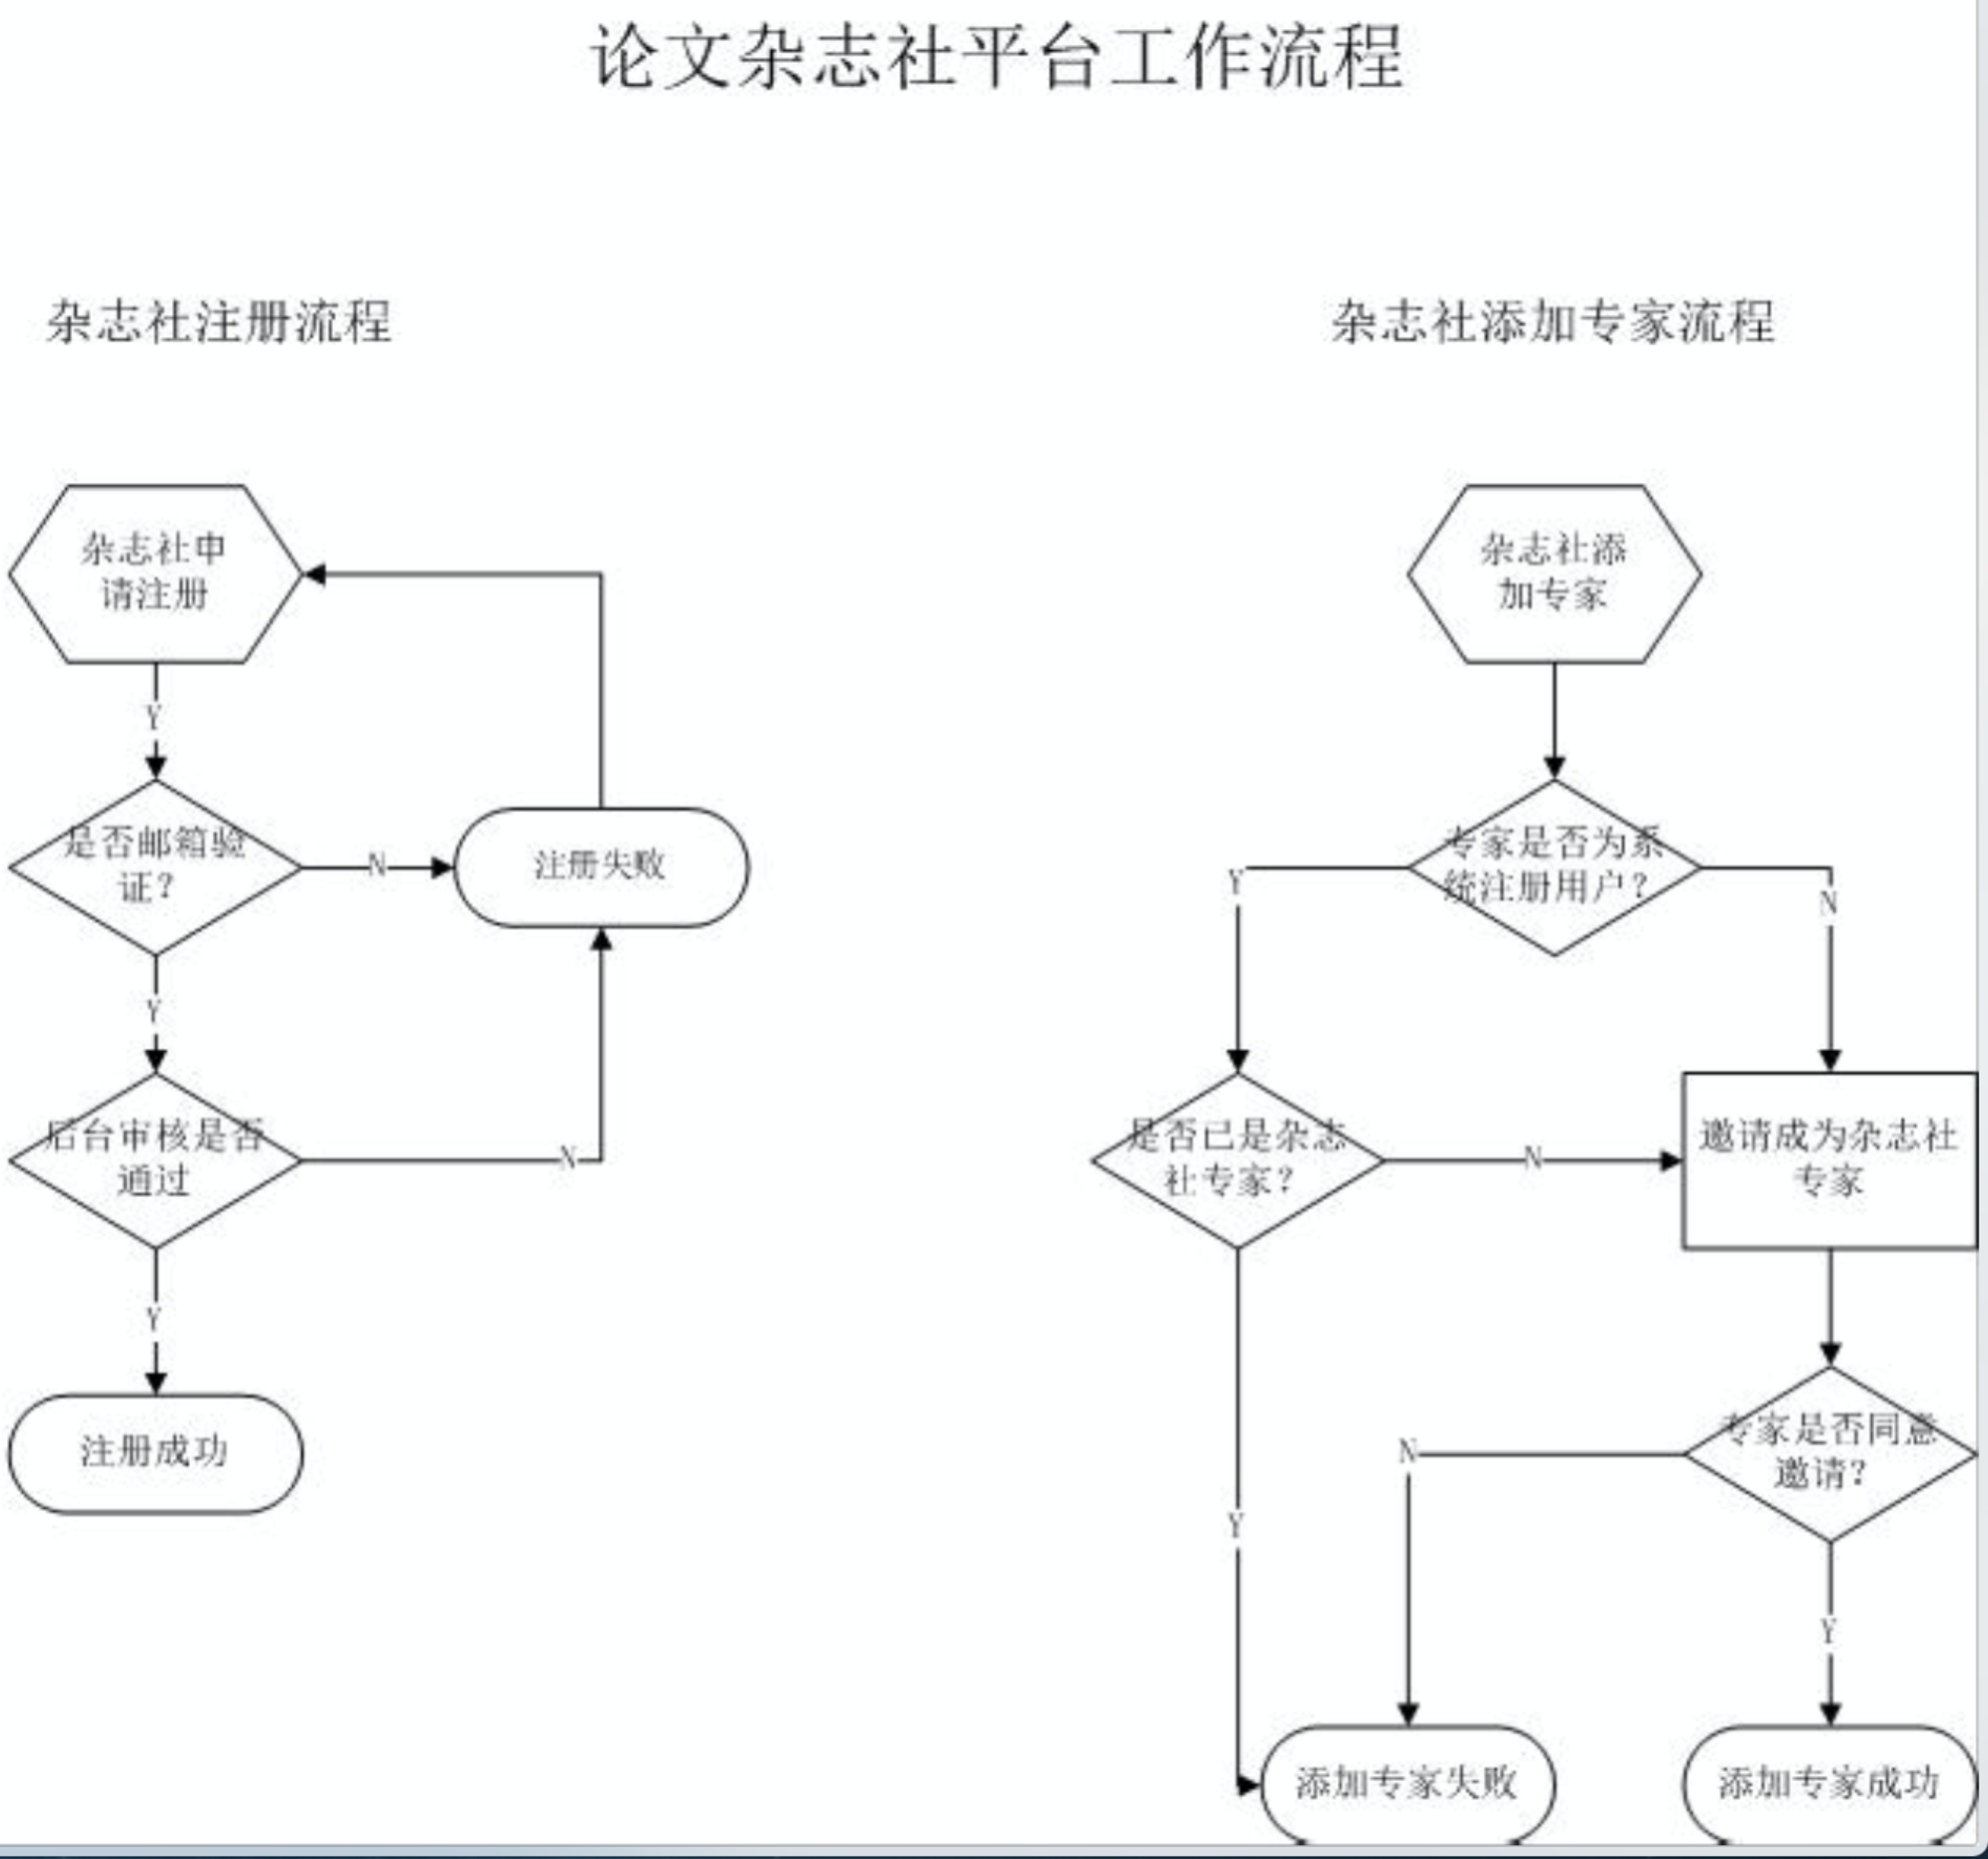 论文杂志社平台工作流程
杂志社注册流程
杂志社添加专家流程
杂志社申
请注册
杂志社添
加专家
Y
是否邮箱验
证?
N
注册失败
专家是否为系
统注册用户?
Y
N
Y
后台审核是否
通过
N
是否已是杂志
社专家?
N
邀请成为杂志社
专家
Y
注册成功
专家是否同意
邀请?
N
Y
Y
添加专家失败
添加专家成功